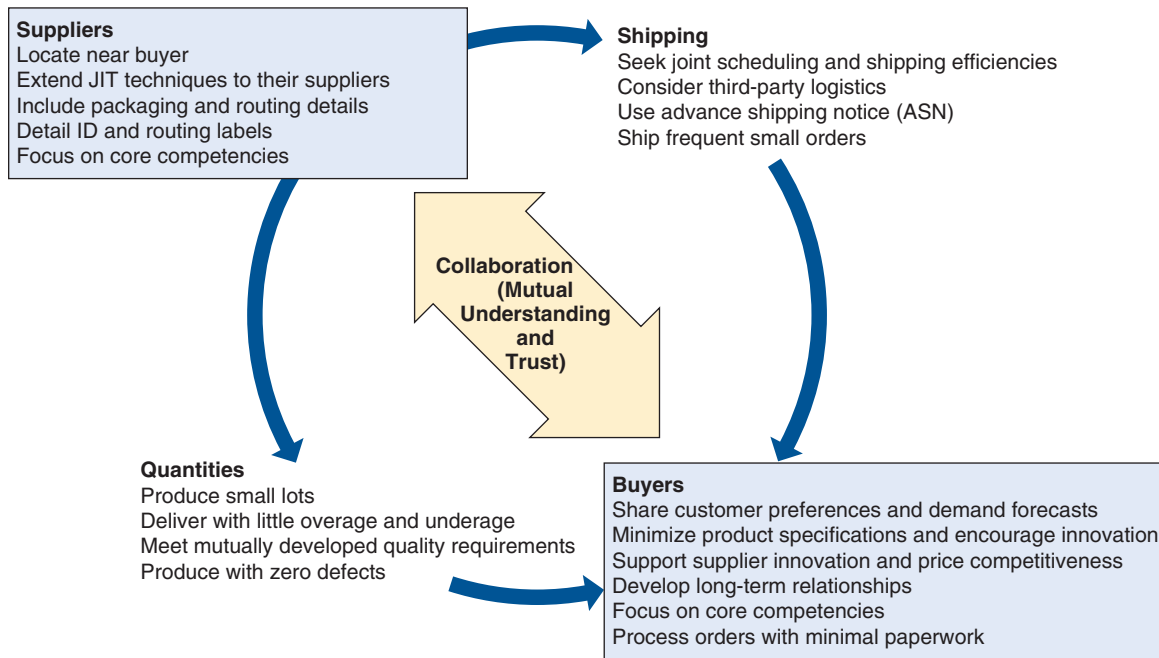 Suppliers
Locate near buyer
Extend JIT techniques to their suppliers
Include packaging and routing details
Detail ID and routing labels
Focus on core competencies
Shipping
Seek joint scheduling and shipping efficiencies
Consider third-party logistics
Use advance shipping notice (ASN)
Ship frequent small orders
Collaboration
(Mutual
Understanding
and
Trust)
Quantities
Produce small lots
Deliver with little overage and underage
Meet mutually developed quality requirements
Produce with zero defects
Buyers
Share customer preferences and demand forecasts
Minimize product specifications and encourage innovation
Support supplier innovation and price competitiveness
Develop long-term relationships
Focus on core competencies
Process orders with minimal paperwork